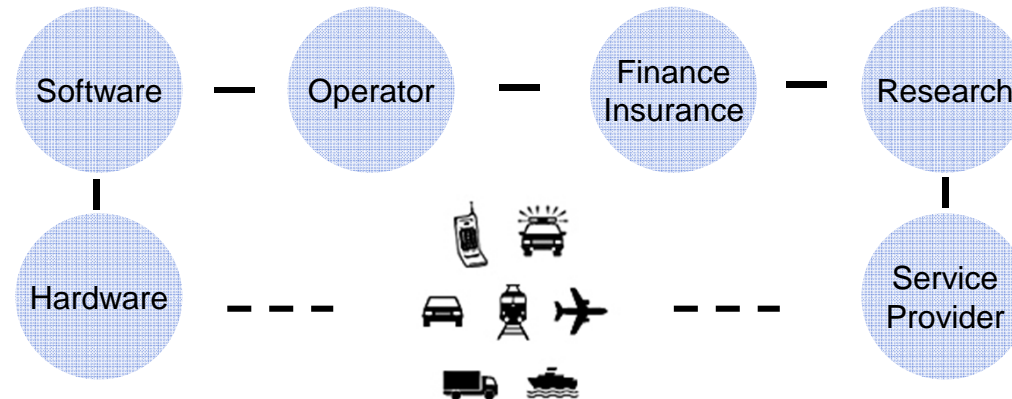 Software
Operator
Finance
Insurance
Research
Hardware
Service
Provider